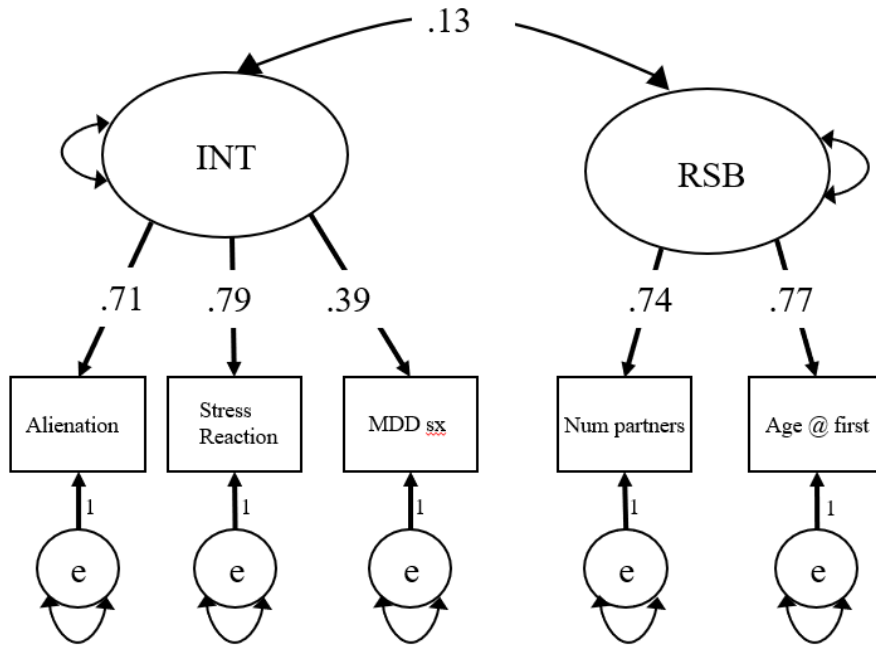 .13
INT
RSB
.71
.79
.39
.74
.77
Alienation
Stress
Reaction
MDD sx
Num partners
Age @ first
1
1
1
1
1
e
e
e
e
e